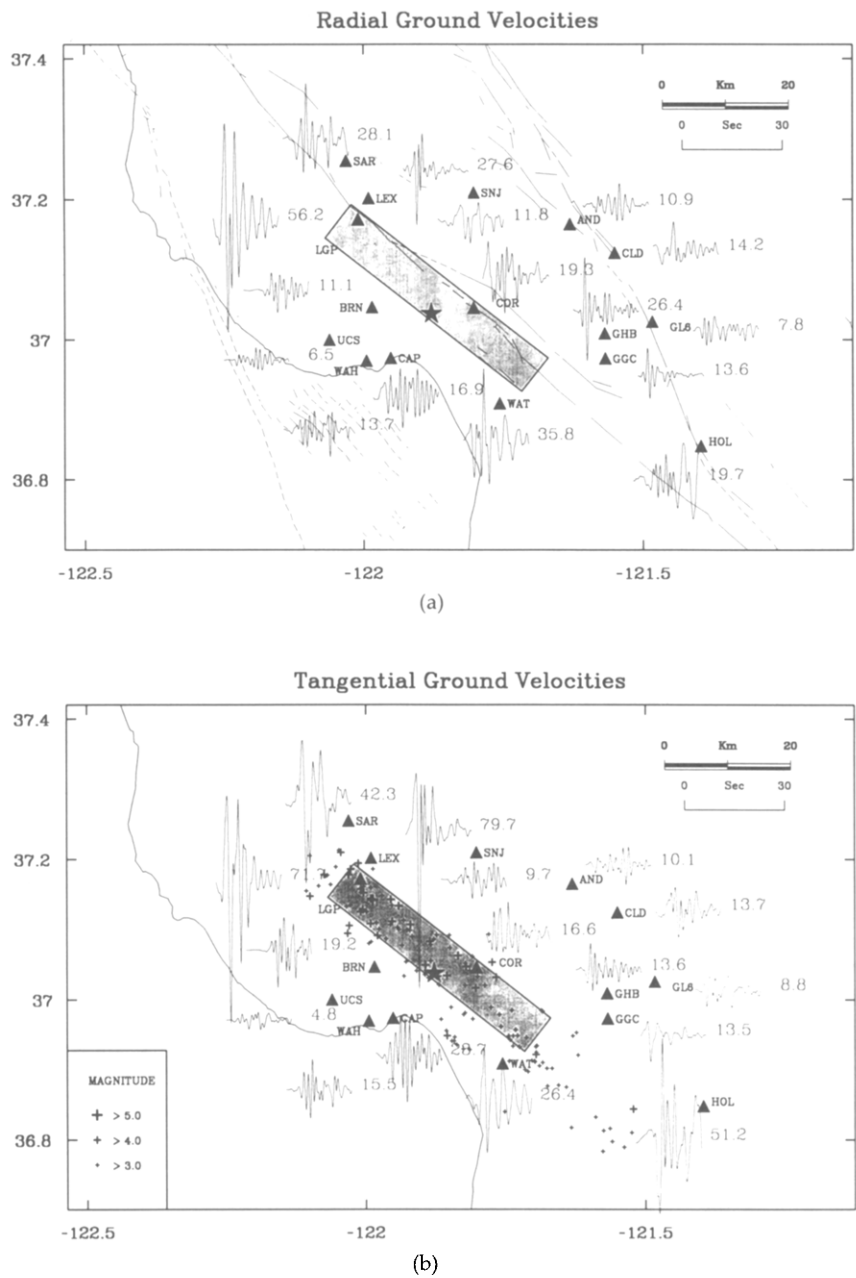 Radial Ground Velocities
37.4
37.2
37
36.8
-122.5
-122
-121.5
0 Km 20
0 Sec 30
28.1
SAR
27.6
LEX
SNJ
10.9
56.2
11.8
AND
CLD
14.2
LGP
19.3
11.1
BRN
COR
26.4
GHB
GL6
7.8
UCS
6.5
WAH
CAP
GGC
13.6
16.9
WAT
13.7
35.8
HOL
19.7
(a)
Tangential Ground Velocities
37.4
37.2
37
36.8
-122.5
-122
-121.5
0 Km 20
0 Sec 30
42.3
SAR
79.7
LEX
SNJ
10.1
9.7
AND
CLD
13.7
LGP
16.6
19.2
BRN
COR
13.6
GHB
GL6
8.8
UCS
4.8
WAH
CAP
GGC
13.5
28.7
WAT
15.5
26.4
HOL
51.2
MAGNITUDE
> 5.0
> 4.0
> 3.0
(b)